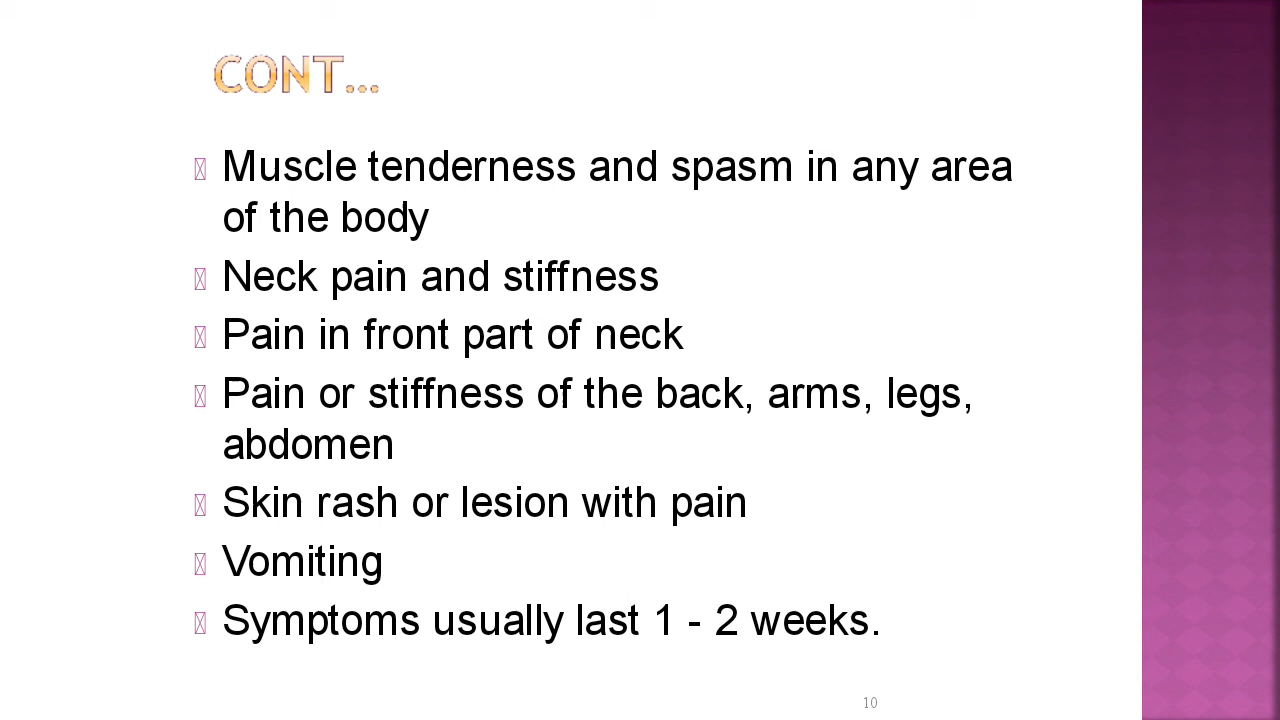 CONT...
Muscle tenderness and spasm in any area
of the body
Neck pain and stiffness
Pain in front part of neck
Pain or stiffness of the back, arms, legs,
abdomen
Skin rash or lesion with pain
Vomiting
Symptoms usually last 1 - 2 weeks.
10